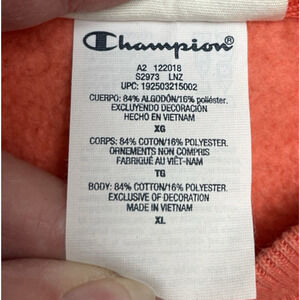 Champion®
A2 122018
S2973 LNZ
UPC: 192503215002
CUERPO: 84% ALGODÓN/16% poliéster.
EXCLUYENDO DECORACIÓN
HECHO EN VIETNAM
XG
CORPS: 84% COTON/16% POLYESTER.
ORNEMENTS NON COMPRIS
FABRIQUÉ AU VIÊT-NAM
TG
BODY: 84% COTTON/16% POLYESTER.
EXCLUSIVE OF DECORATION
MADE IN VIETNAM
XL